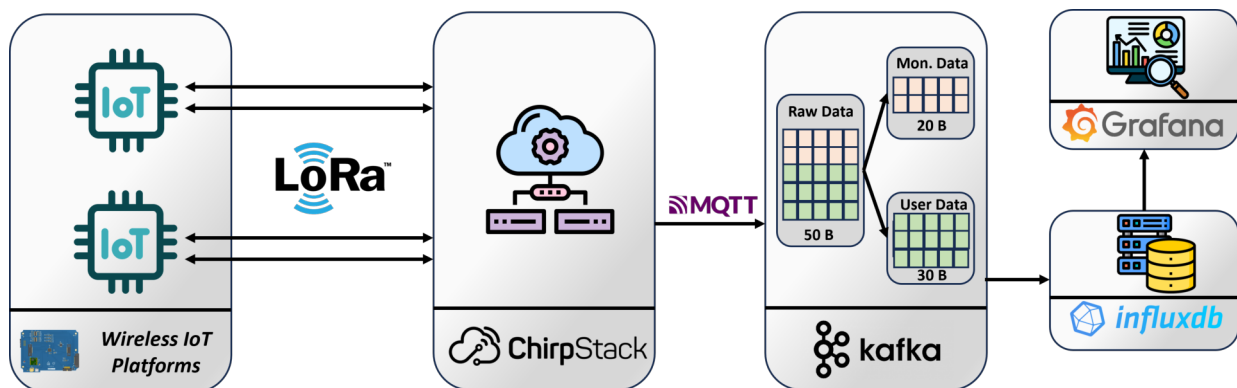 IoT
IoT
Wireless IoT
Platforms
LoRa™
ChirpStack
MQTT
Raw Data
50 B
Mon. Data
20 B
User Data
30 B
kafka
Grafana
influxdb